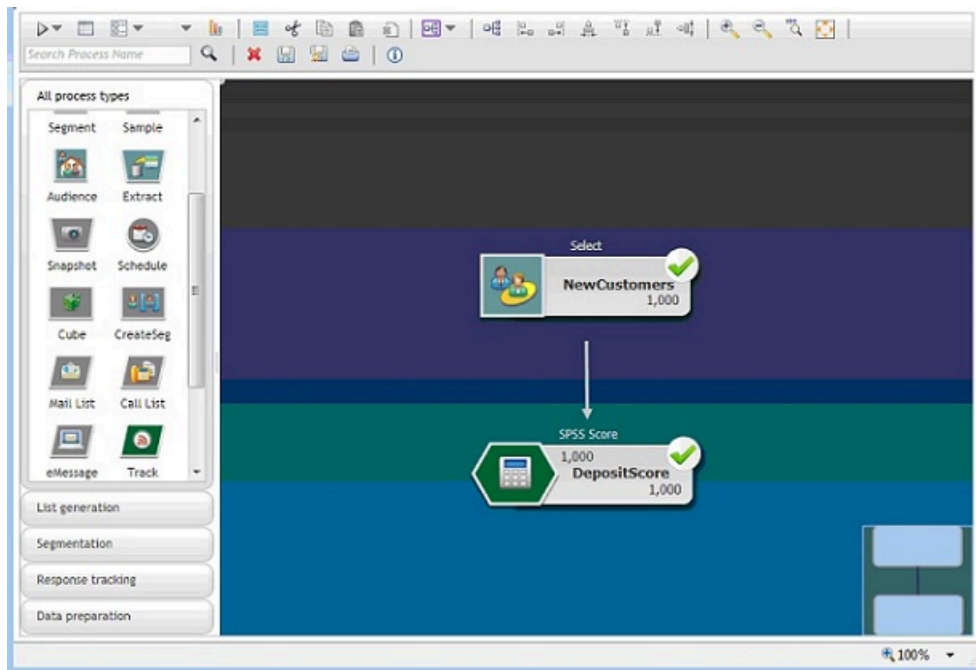 Search Process Name
All process types
Segment Sample
Audience Extract
Snapshot Schedule
Cube CreateSeg
Mail List Call List
eMessage Track
List generation
Segmentation
Response tracking
Data preparation
Select
NewCustomers
1,000
SPSS Score
1,000
DepositScore
1,000
100%